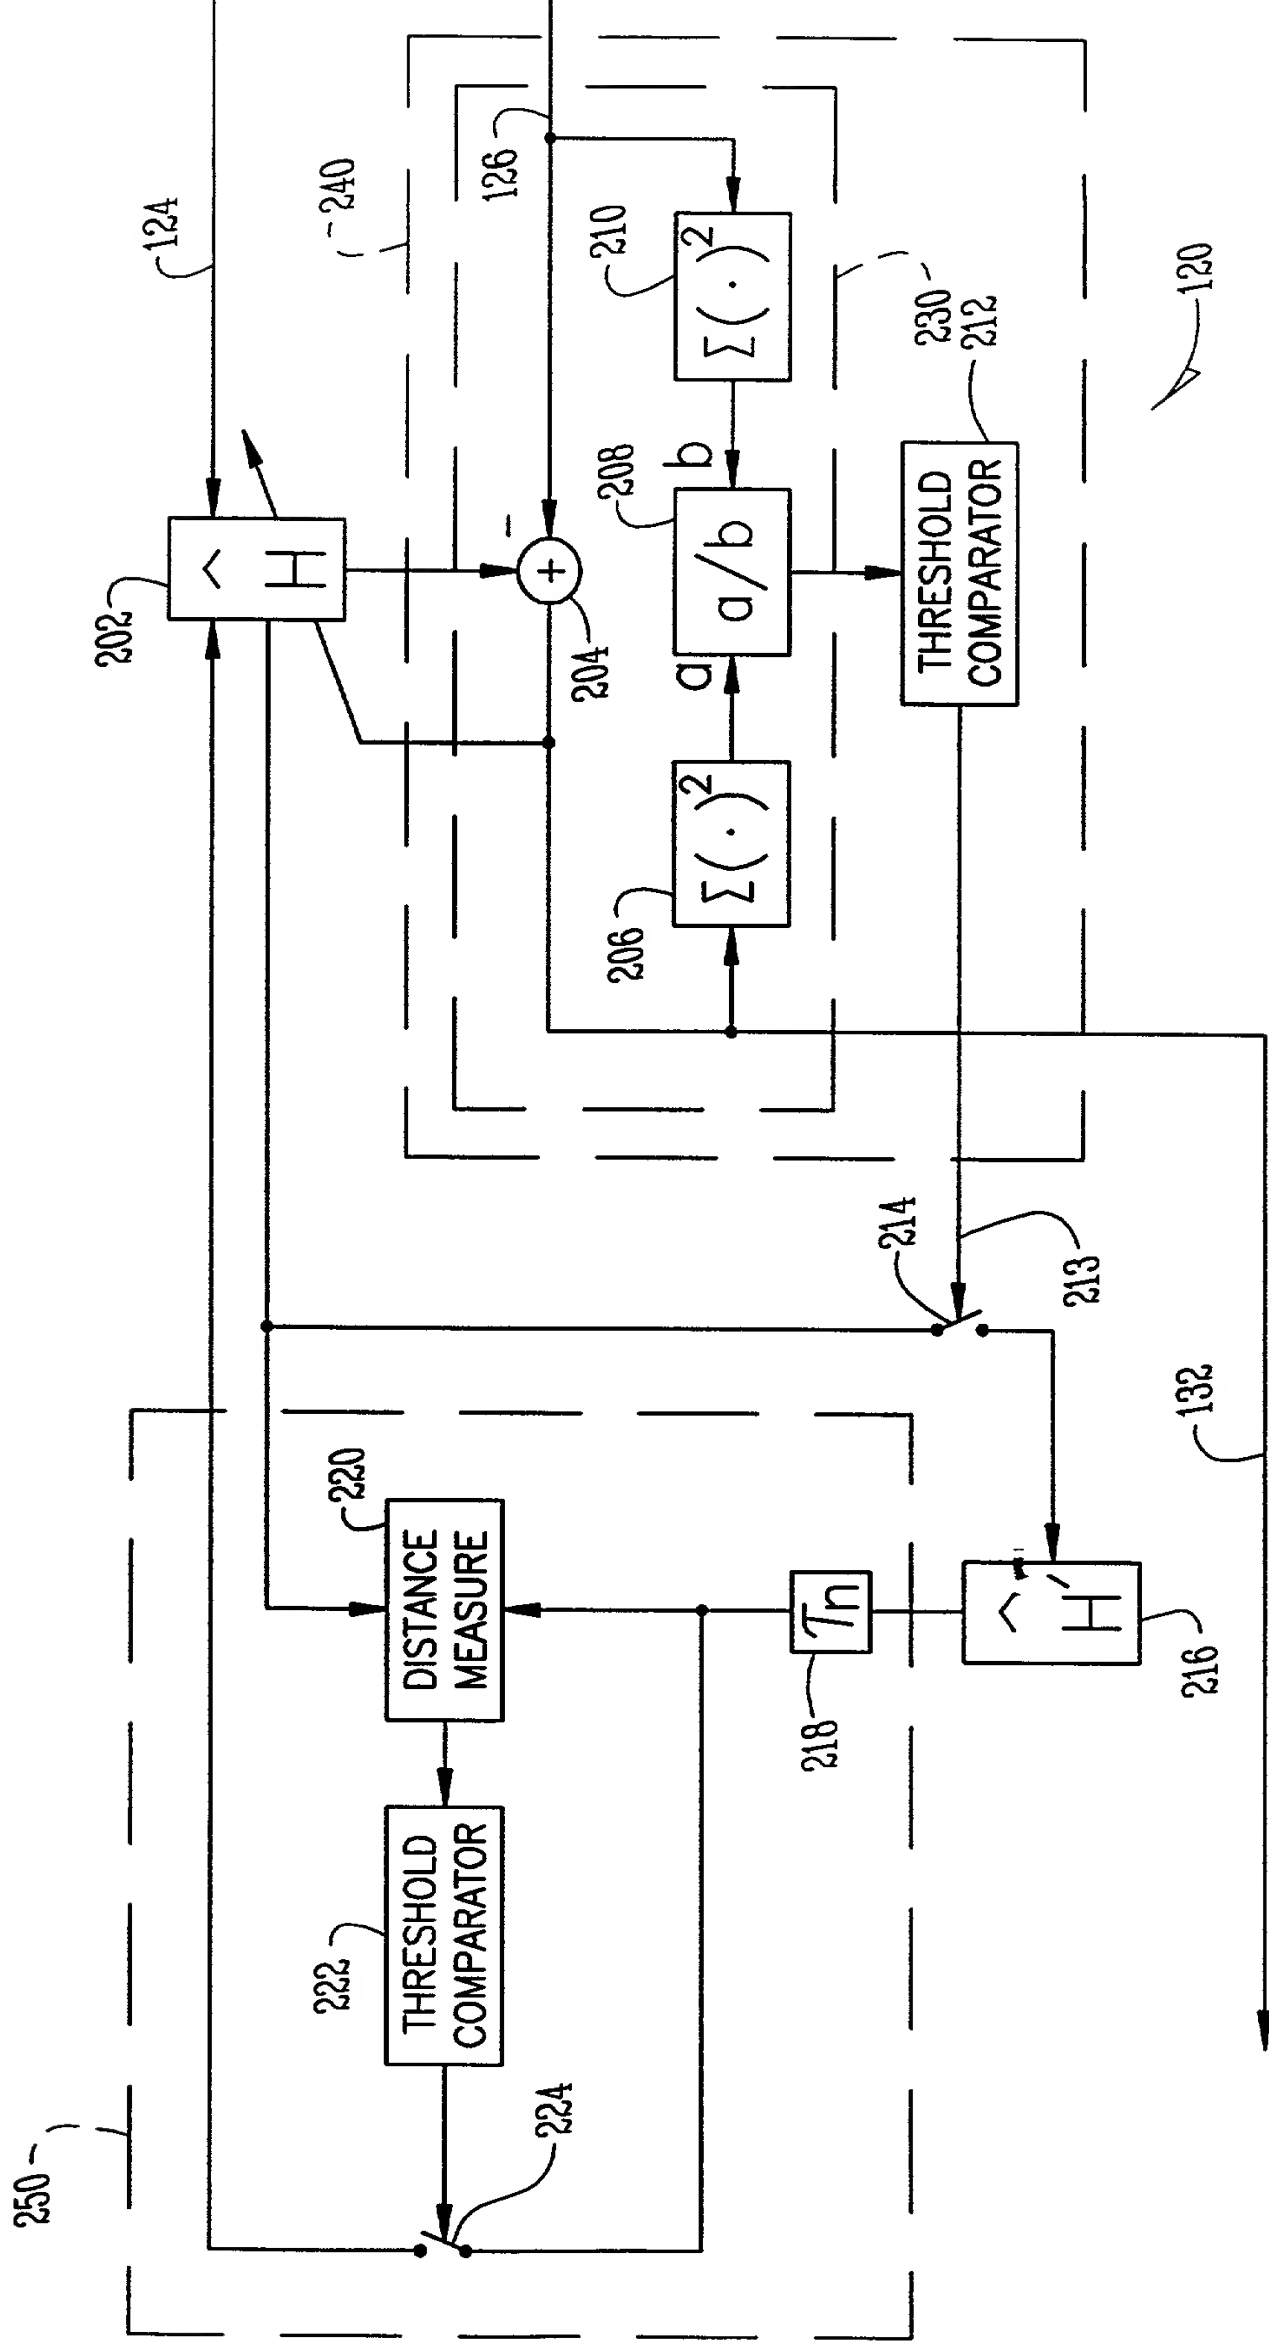 124
240
126
210
Σ(·)²
230
212
120
202
Ĥ
-
+
204
208
b
a/b
a
THRESHOLD
COMPARATOR
206
Σ(·)²
214
213
132
250
220
DISTANCE
MEASURE
222
THRESHOLD
COMPARATOR
224
218
Ĥ'
216